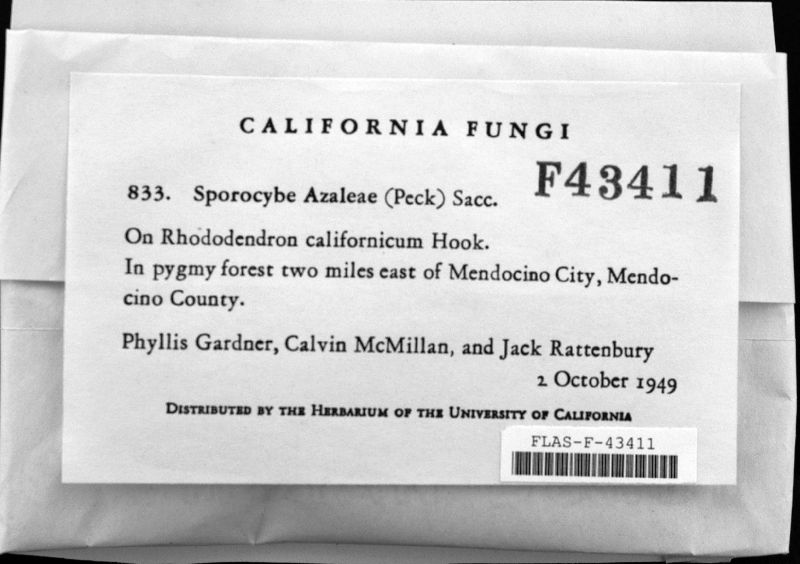 CALIFORNIA FUNGI
F43411
833. Sporocybe Azaleae (Peck) Sacc.
On Rhododendron californicum Hook.
In pygmy forest two miles east of Mendocino City, Mendo-
cino County.
Phyllis Gardner, Calvin McMillan, and Jack Rattenbury
2 October 1949
DISTRIBUTED BY THE HERBARIUM OF THE UNIVERSITY OF CALIFORNIA
FLAS-F-43411